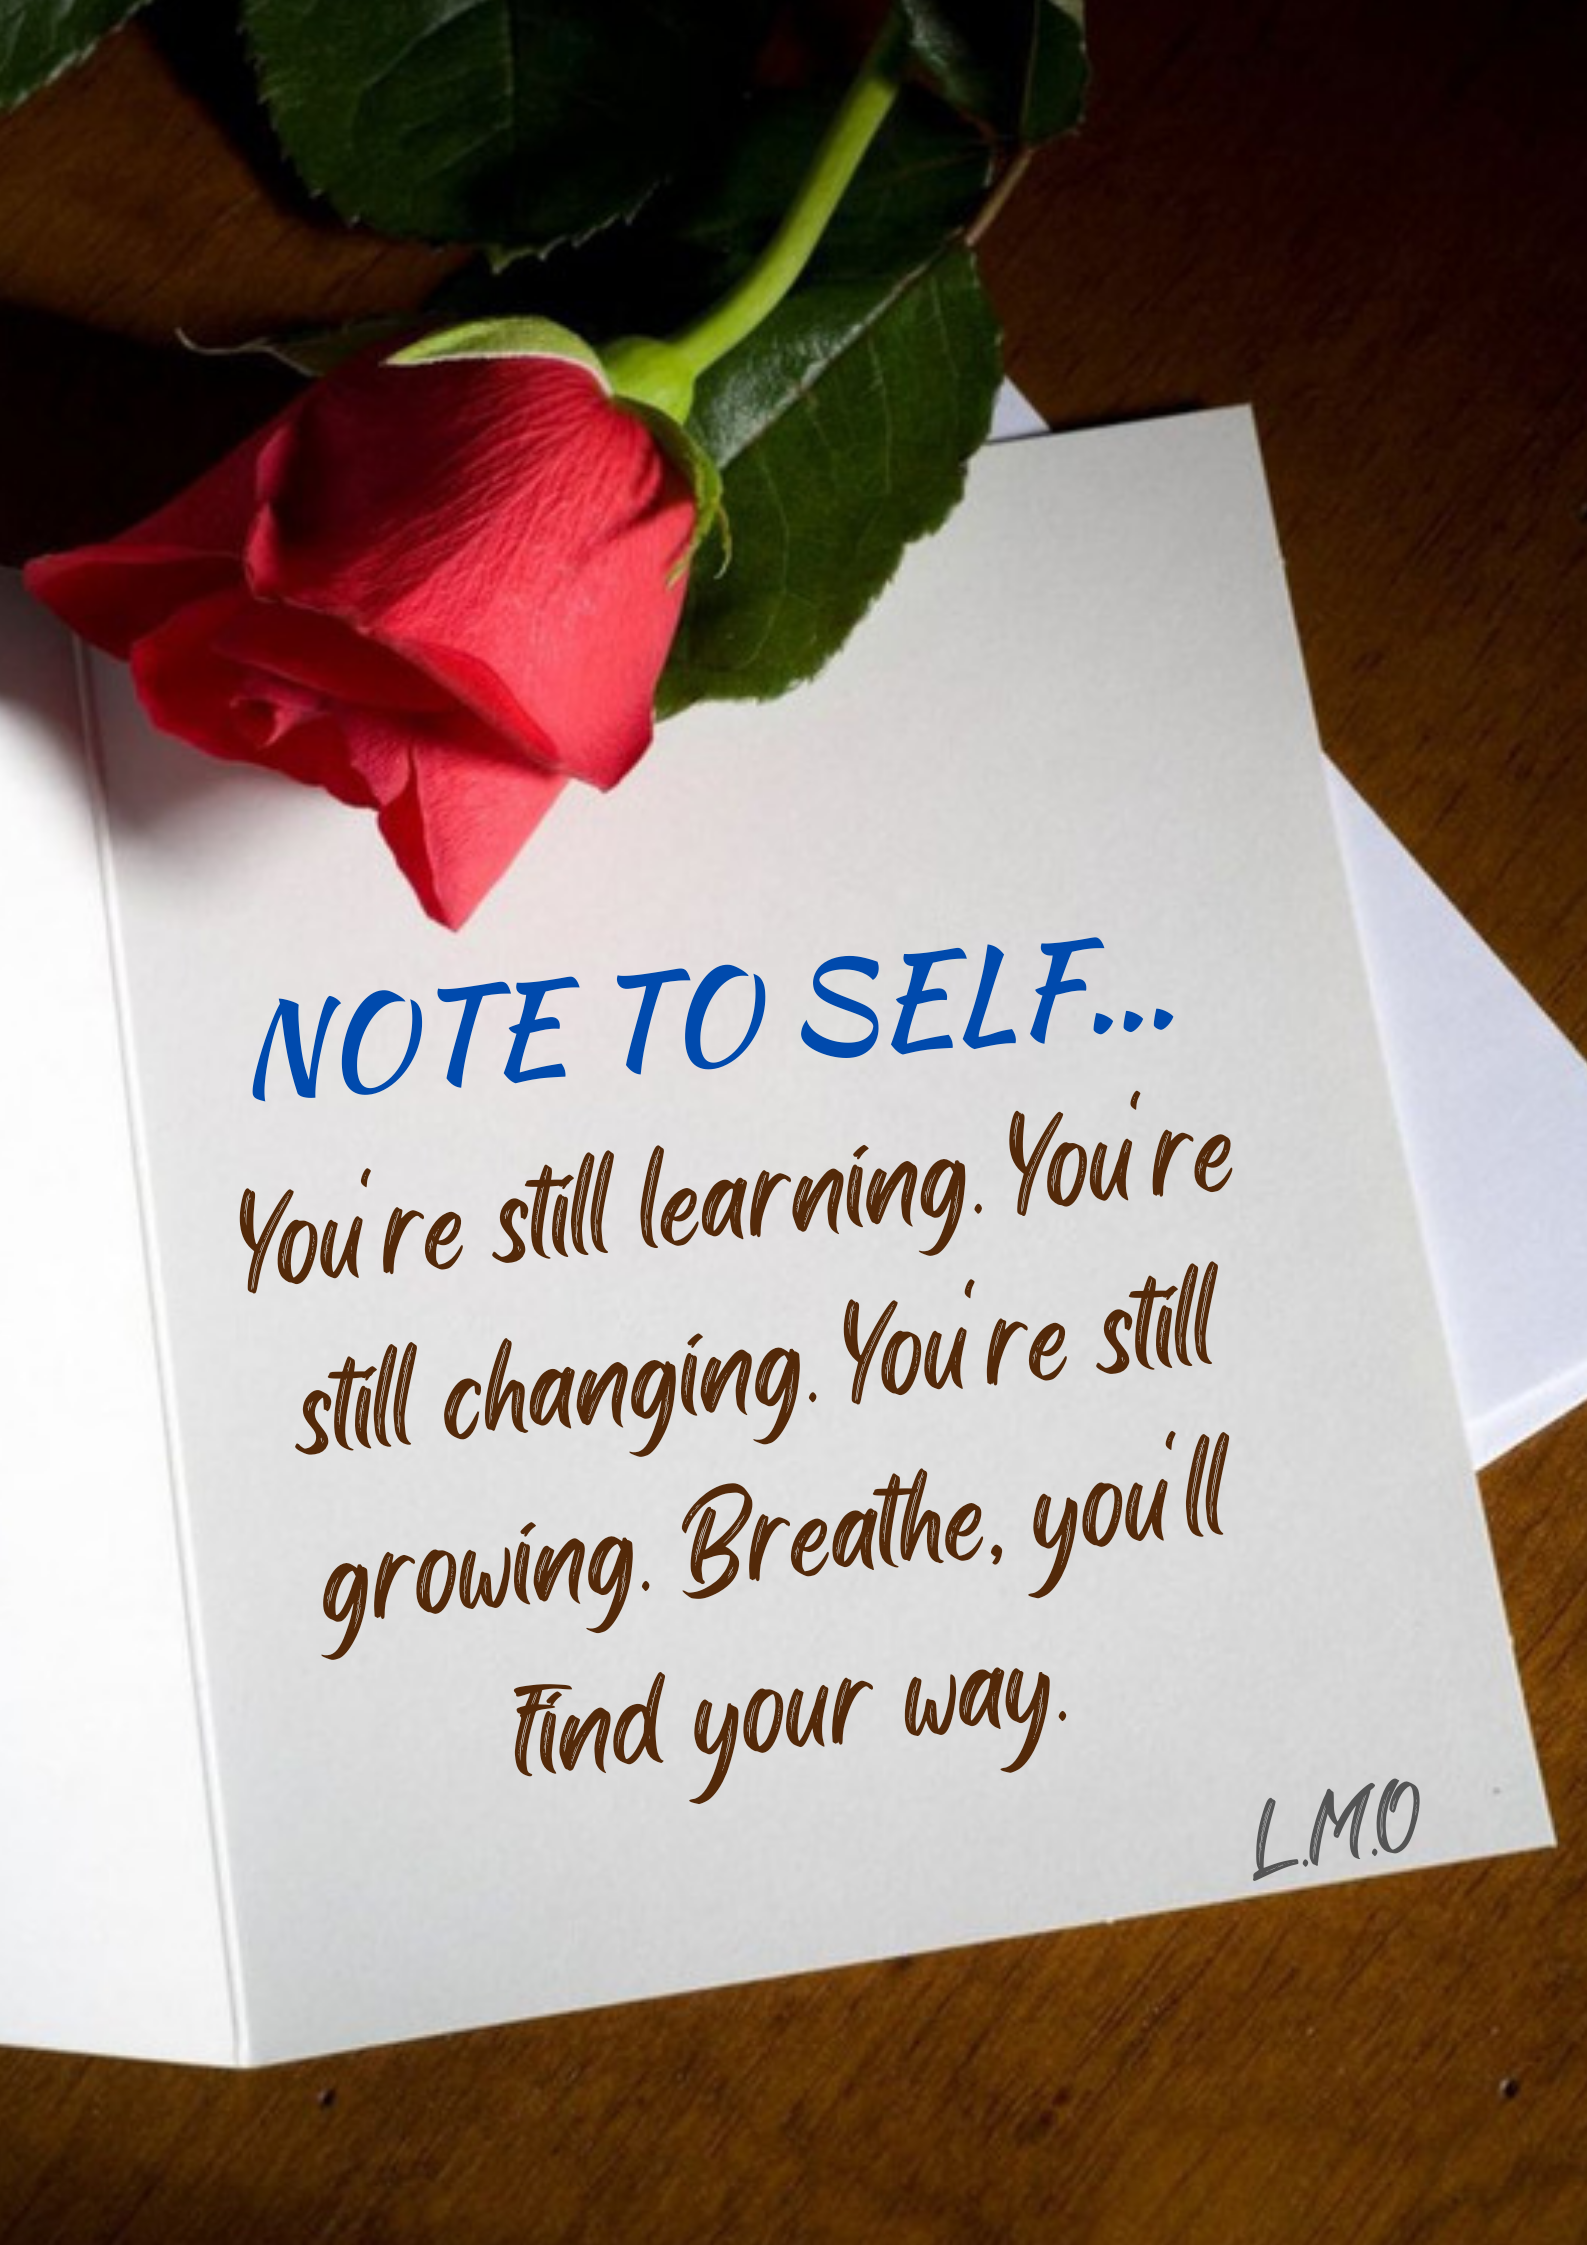 NOTE TO SELF...
You're still learning. You're
still changing. You're still
growing. Breathe, you'll
find your way.
L.M.O